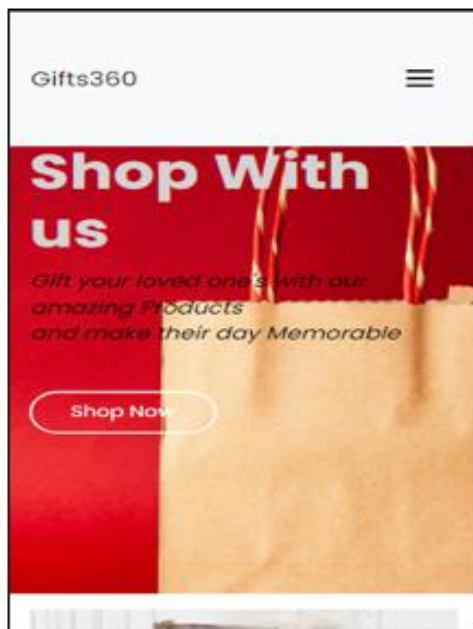 Gifts360
Shop With
us
Gift your loved one's with our
amazing Products
and make their day Memorable
Shop Now